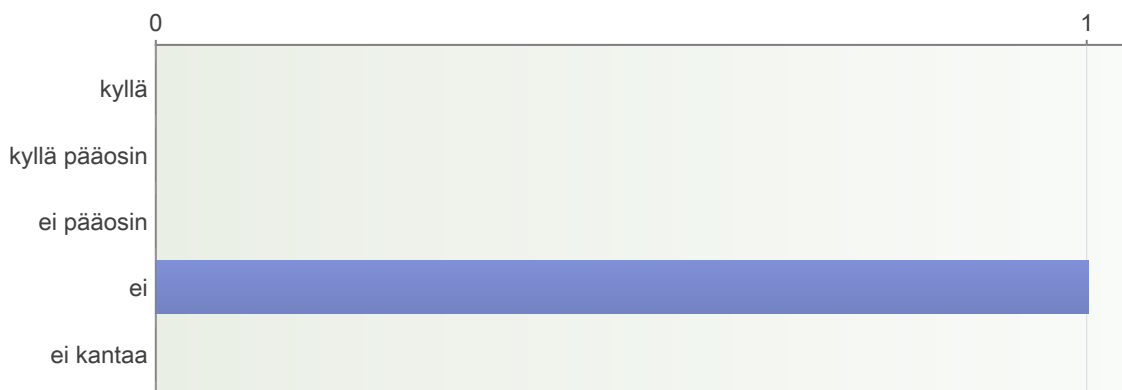 0 1
kyllä
kyllä pääosin
ei pääosin
ei
ei kantaa